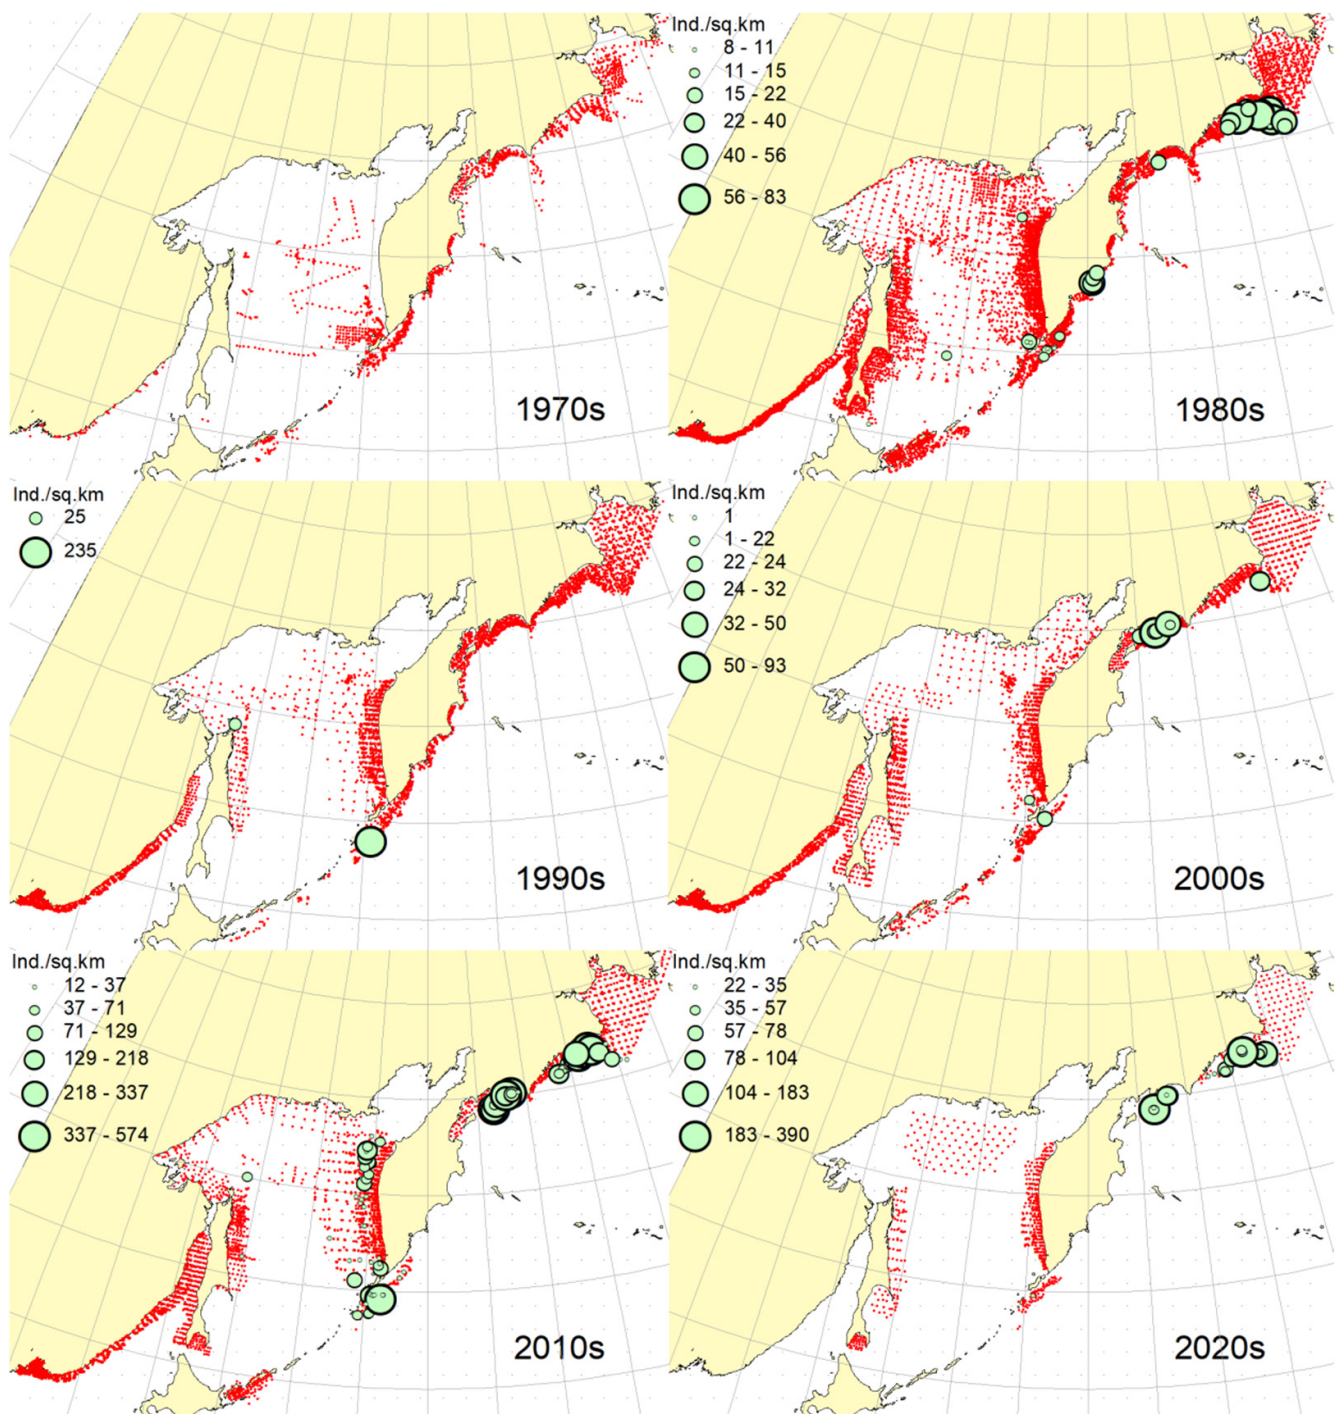 1970s
Ind./sq.km
8 - 11
11 - 15
15 - 22
22 - 40
40 - 56
56 - 83
1980s
Ind./sq.km
25
235
1990s
Ind./sq.km
1
1 - 22
22 - 24
24 - 32
32 - 50
50 - 93
2000s
Ind./sq.km
12 - 37
37 - 71
71 - 129
129 - 218
218 - 337
337 - 574
2010s
Ind./sq.km
22 - 35
35 - 57
57 - 78
78 - 104
104 - 183
183 - 390
2020s